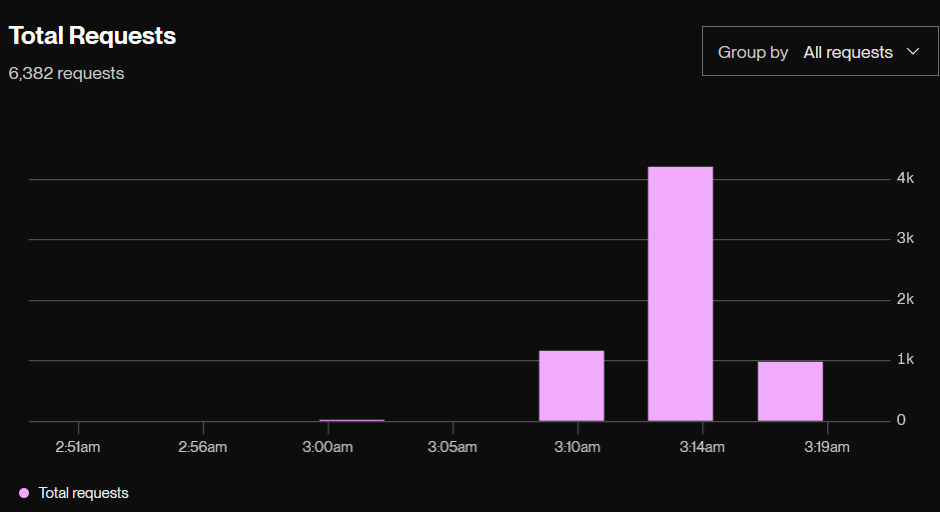 Total Requests
6,382 requests
Group by All requests
4k
3k
2k
1k
0
2:51am 2:56am 3:00am 3:05am 3:10am 3:14am 3:19am
Total requests